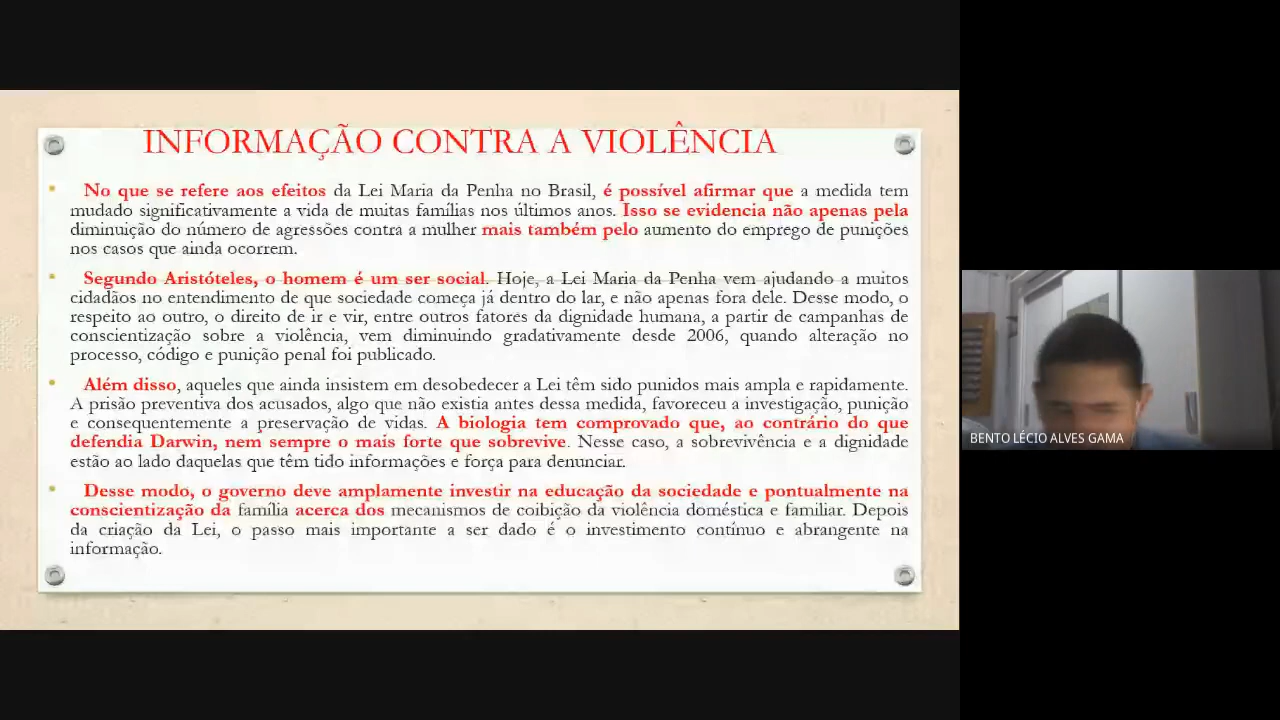 INFORMAÇÃO CONTRA A VIOLÊNCIA
No que se refere aos efeitos da Lei Maria da Penha no Brasil, é possível afirmar que a medida tem
mudado significativamente a vida de muitas famílias nos últimos anos. Isso se evidencia não apenas pela
diminuição do número de agressões contra a mulher mais também pelo aumento do emprego de punições
nos casos que ainda ocorrem.
Segundo Aristóteles, o homem é um ser social. Hoje, a Lei Maria da Penha vem ajudando a muitos
cidadãos no entendimento de que sociedade começa já dentro do lar, e não apenas fora dele. Desse modo, o
respeito ao outro, o direito de ir e vir, entre outros fatores da dignidade humana, a partir de campanhas de
conscientização sobre a violência, vem diminuindo gradativamente desde 2006, quando alteração no
processo, código e punição penal foi publicado.
Além disso, aqueles que ainda insistem em desobedecer a Lei têm sido punidos mais ampla e rapidamente.
A prisão preventiva dos acusados, algo que não existia antes dessa medida, favoreceu a investigação, punição
e consequentemente a preservação de vidas. A biologia tem comprovado que, ao contrário do que
defendia Darwin, nem sempre o mais forte que sobrevive. Nesse caso, a sobrevivência e a dignidade
estão ao lado daquelas que têm tido informações e força para denunciar.
Desse modo, o governo deve amplamente investir na educação da sociedade e pontualmente na
conscientização da família acerca dos mecanismos de coibição da violência doméstica e familiar. Depois
da criação da Lei, o passo mais importante a ser dado é o investimento contínuo e abrangente na
informação.
BENTO LÉCIO ALVES GAMA